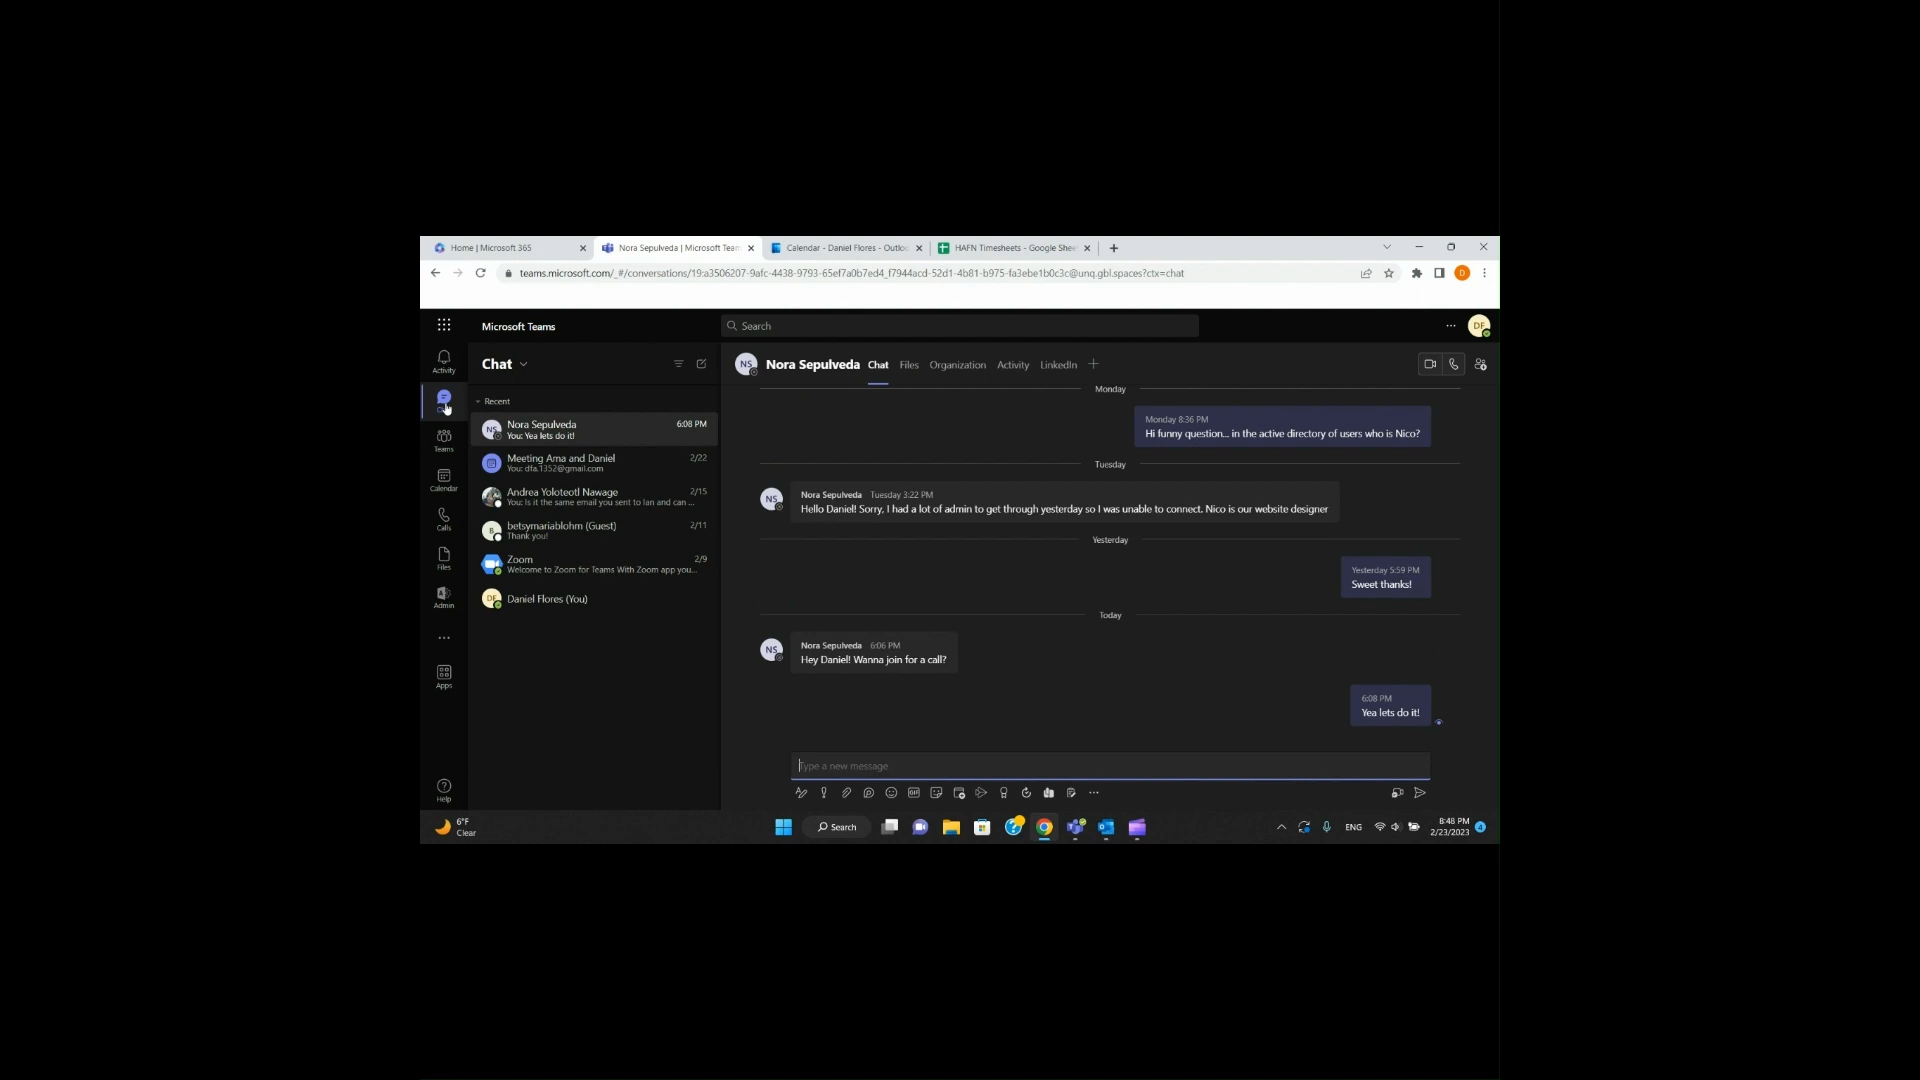 Home | Microsoft 365
Nora Sepulveda | Microsoft Team
Calendar - Daniel Flores - Outlo
HAFN Timesheets - Google Shee
teams.microsoft.com/_#/conversations/19:a3506207-9afc-4438-9793-65ef7a0b7ed4_f7944acd-52d1-4b81-b975-fa3ebe1b0c3c@unq.gbl.spaces?ctx=chat
D
Microsoft Teams
Search
DF
Activity
Teams
Calendar
Calls
Files
Admin
Apps
Help
Chat
Recent
NS
Nora Sepulveda 6:08 PM
You: Yea lets do it!
Meeting Ama and Daniel 2/22
You: dfa.1352@gmail.com
Andrea Yoloteotl Nawage 2/15
You: Is it the same email you sent to Ian and can ...
B
betsymariablohm (Guest) 2/11
Thank you!
Zoom 2/9
Welcome to Zoom for Teams With Zoom app you...
DF
Daniel Flores (You)
NS
Nora Sepulveda Chat Files Organization Activity LinkedIn
Monday
Monday 8:36 PM
Hi funny question... in the active directory of users who is Nico?
Tuesday
NS
Nora Sepulveda Tuesday 3:22 PM
Hello Daniel! Sorry, I had a lot of admin to get through yesterday so I was unable to connect. Nico is our website designer
Yesterday
Yesterday 5:59 PM
Sweet thanks!
Today
NS
Nora Sepulveda 6:06 PM
Hey Daniel! Wanna join for a call?
6:08 PM
Yea lets do it!
Type a new message
GIF
6°F
Clear
Search
ENG
8:48 PM
2/23/2023
4